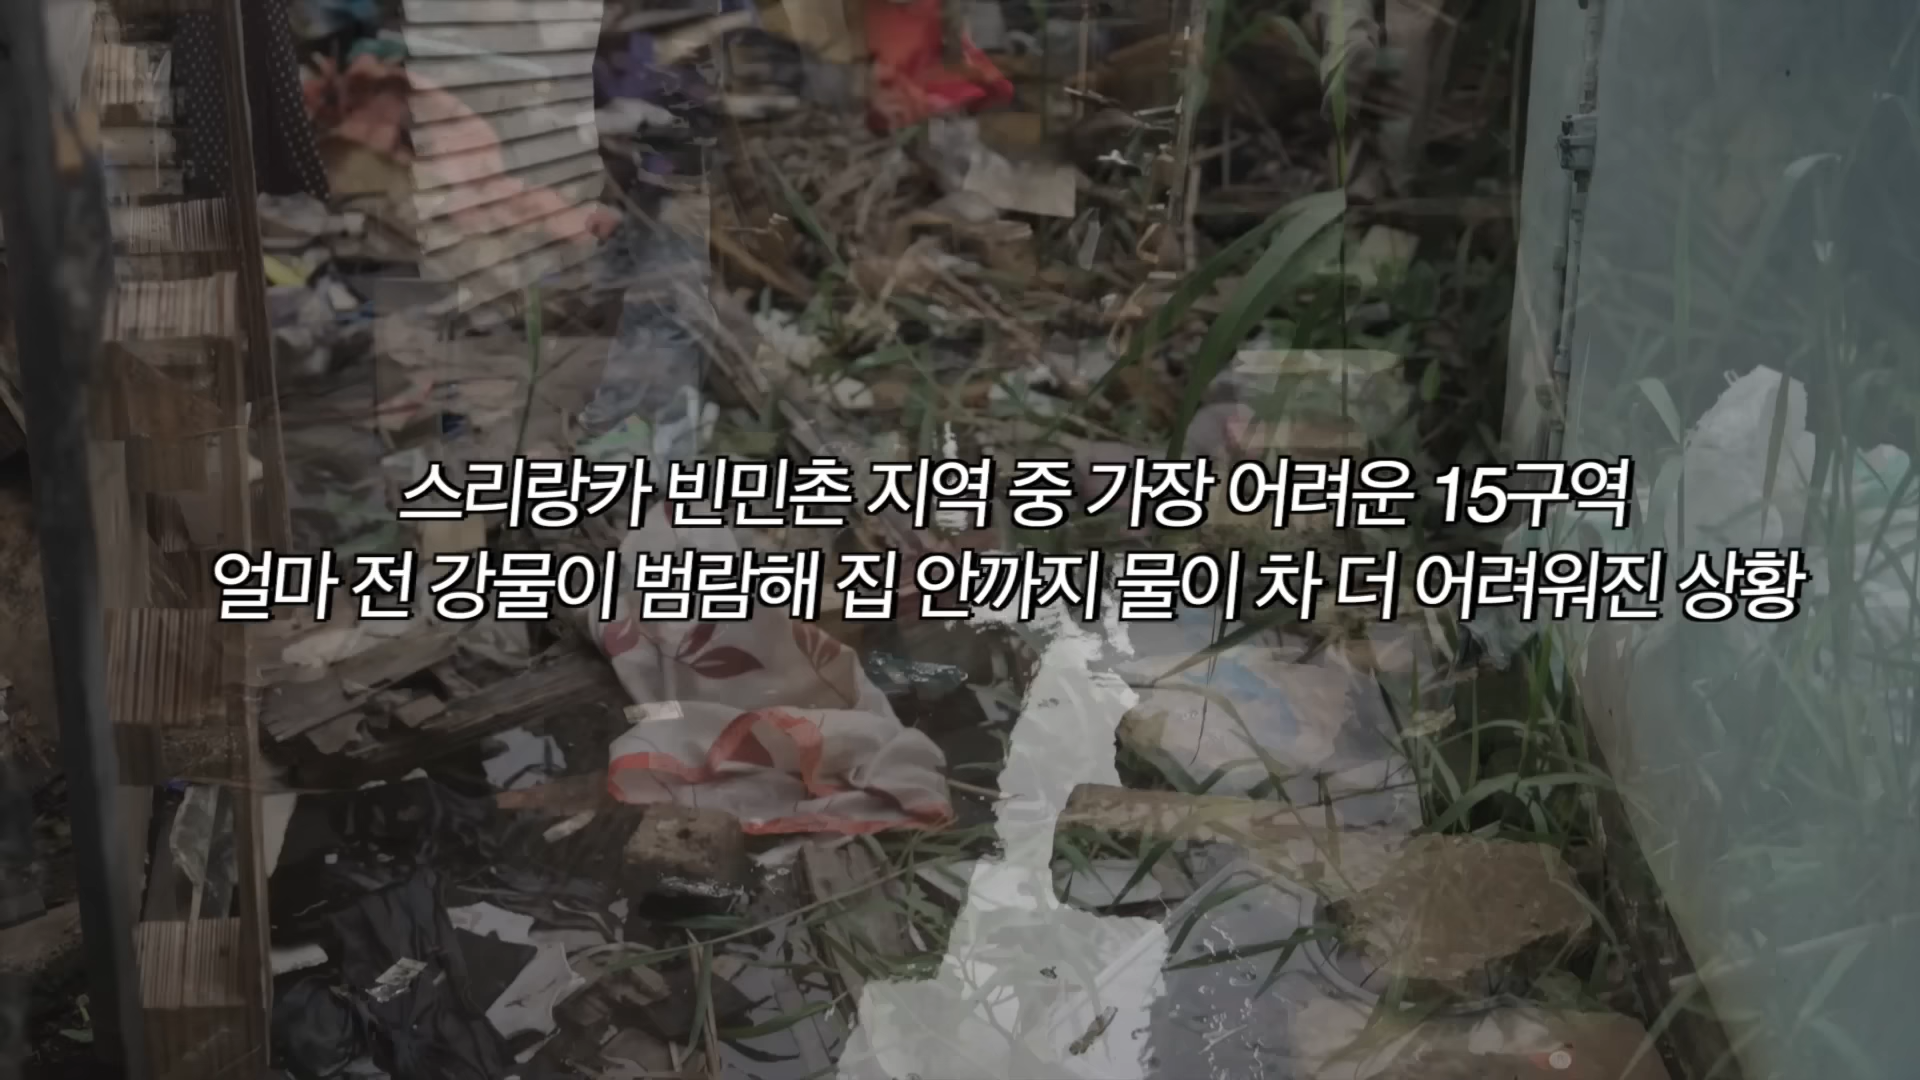 스리랑카 빈민촌 지역 중 가장 어려운 15구역
얼마 전 강물이 범람해 집 안까지 물이 차 더 어려워진 상황